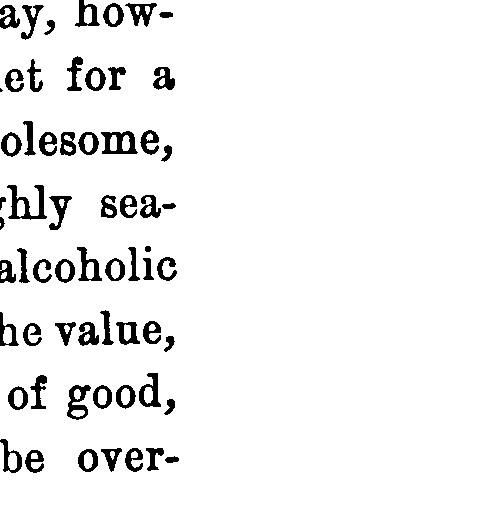 ay, how-
et for a
olesome,
ghly sea-
alcoholic
he value,
of good,
be over-